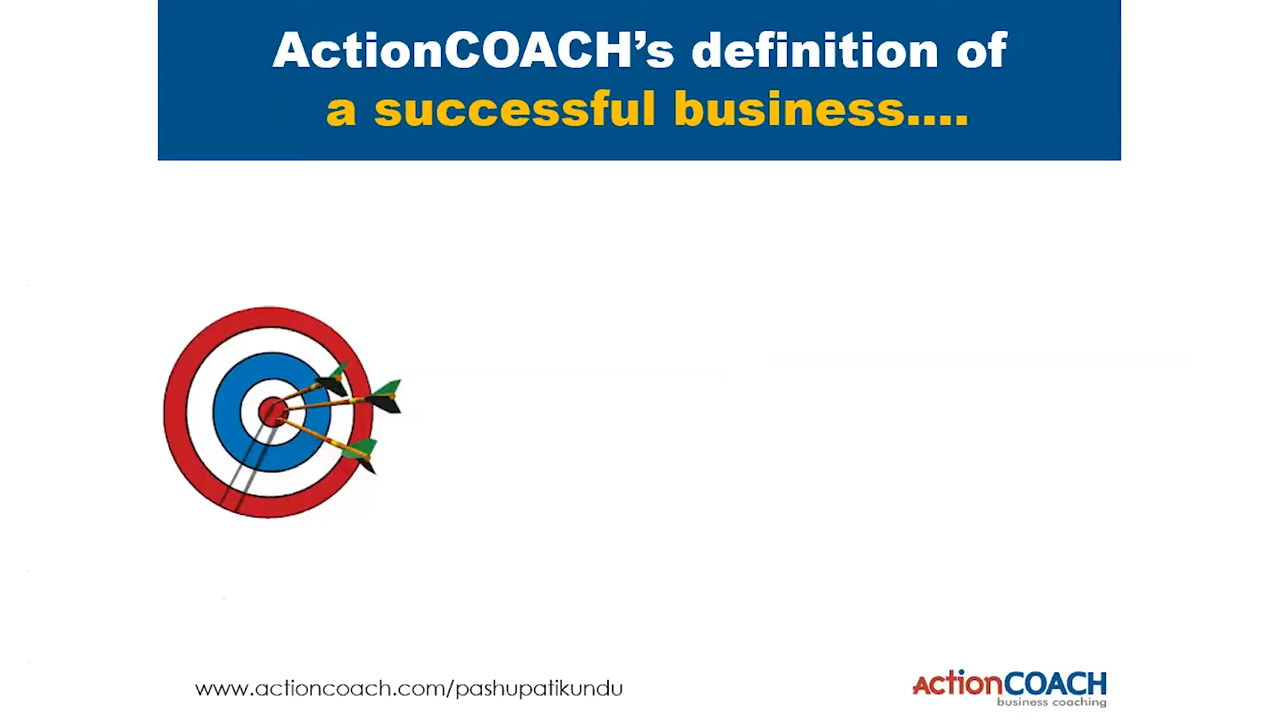 ActionCOACH’s definition of
a successful business....
www.actioncoach.com/pashupatikundu
ActionCOACH
business coaching